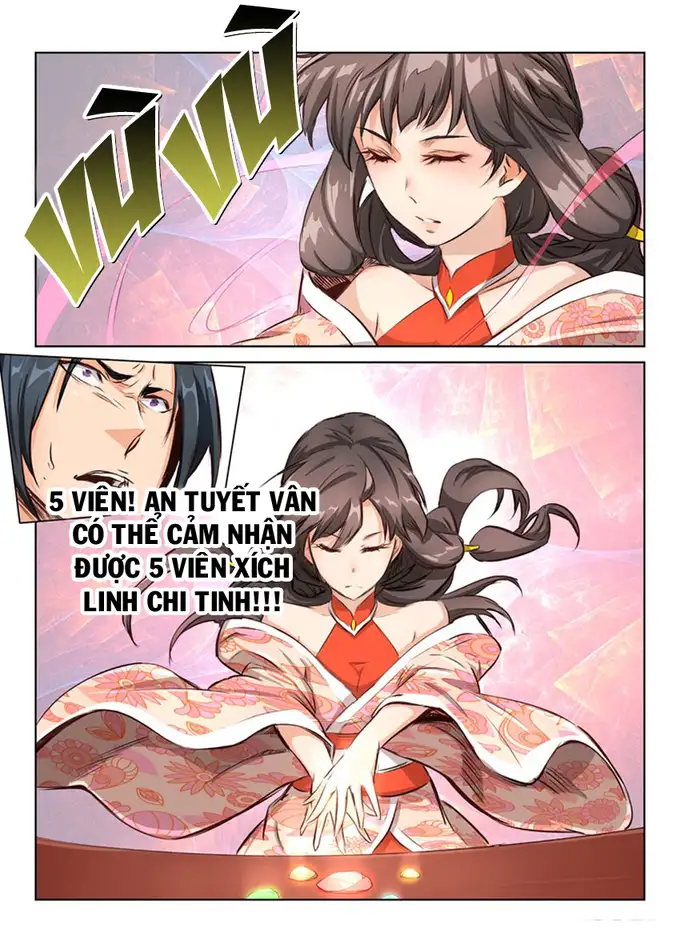 VÙ VÙ
5 VIÊN! AN TUYẾT VÂN
CÓ THỂ CẢM NHẬN
ĐƯỢC 5 VIÊN XÍCH
LINH CHI TINH!!!